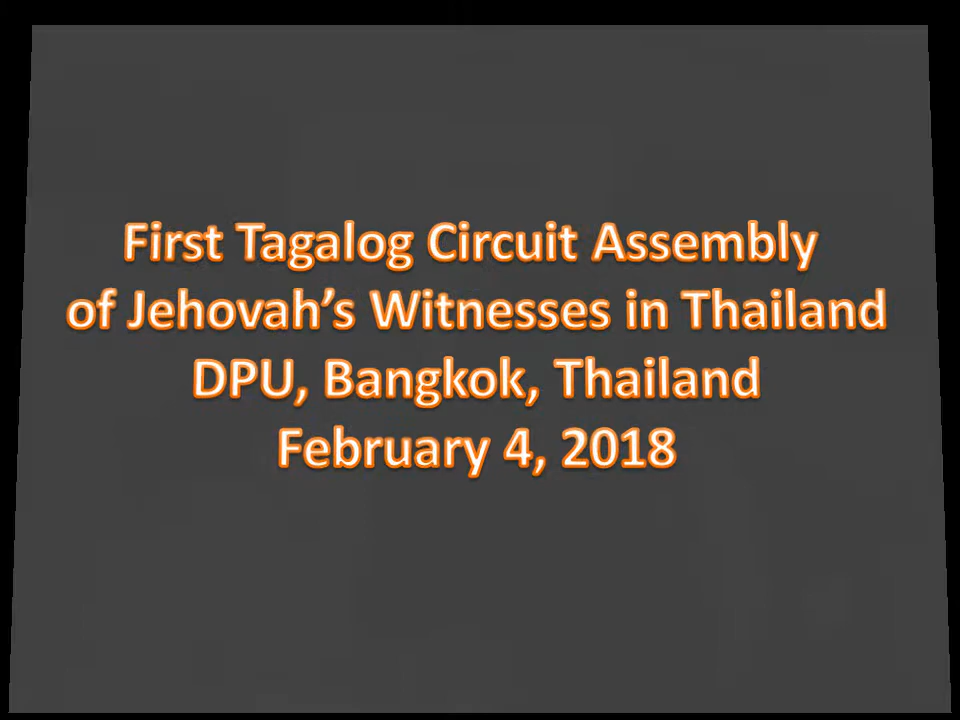 First Tagalog Circuit Assembly
of Jehovah’s Witnesses in Thailand
DPU, Bangkok, Thailand
February 4, 2018